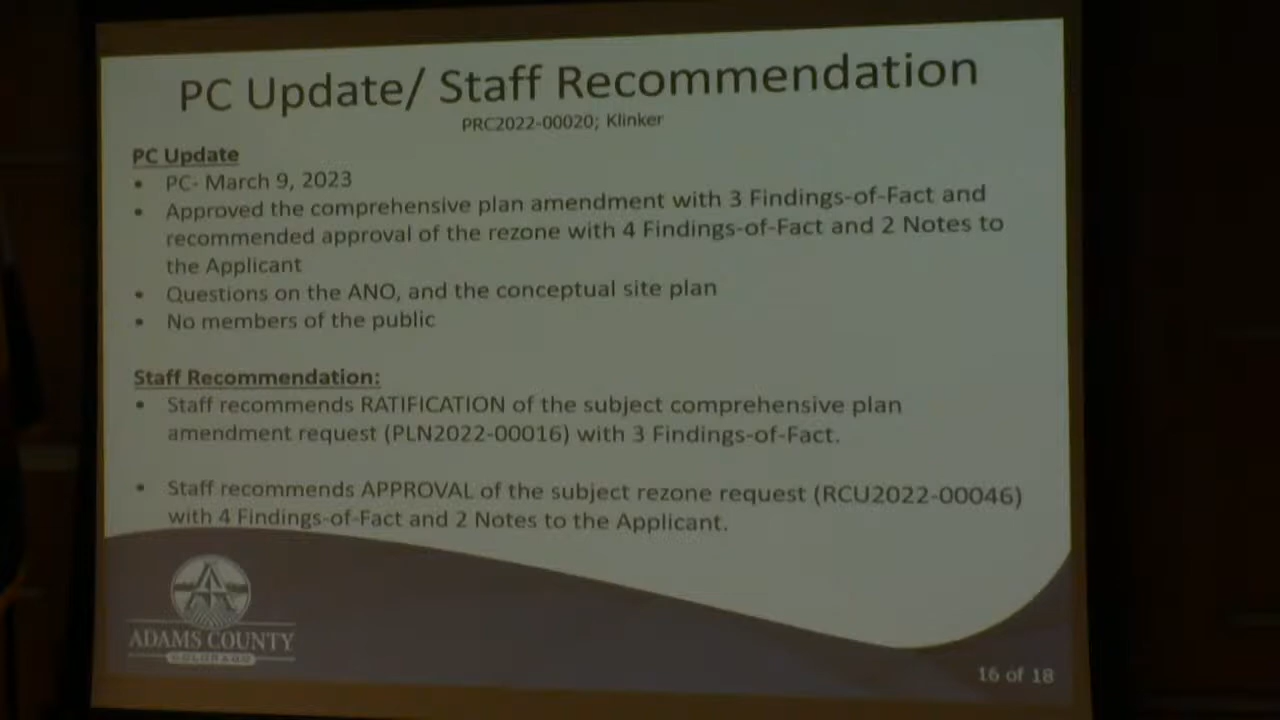 PC Update/ Staff Recommendation
PRC2022-00020; Klinker
PC Update
• PC- March 9, 2023
• Approved the comprehensive plan amendment with 3 Findings-of-Fact and
recommended approval of the rezone with 4 Findings-of-Fact and 2 Notes to
the Applicant
• Questions on the ANO, and the conceptual site plan
• No members of the public
Staff Recommendation:
• Staff recommends RATIFICATION of the subject comprehensive plan
amendment request (PLN2022-00016) with 3 Findings-of-Fact.
• Staff recommends APPROVAL of the subject rezone request (RCU2022-00046)
with 4 Findings-of-Fact and 2 Notes to the Applicant.
ADAMS COUNTY
COLORADO
16 of 18